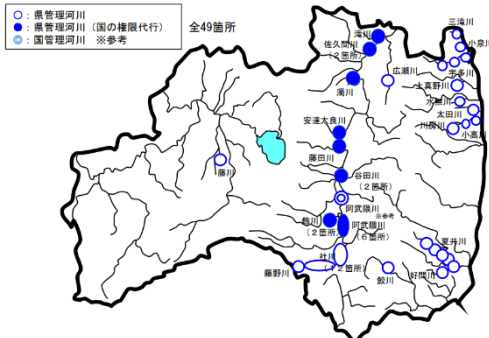 ○：県管理河川
●：県管理河川（国の権限代行）
◎：国管理河川　※参考
全49箇所
滝川
佐久間川
（２箇所）
広瀬川
濁川
三滝川
小泉川
宇多川
上真野川
水無川
太田川
川房川
小高川
安達太良川
藤田川
谷田川
（２箇所）
藤川
阿武隈川
※参考
阿武隈川
（６箇所）
鈴川
（２箇所）
社川
（１２箇所）
藤野川
鮫川
夏井川
好間川